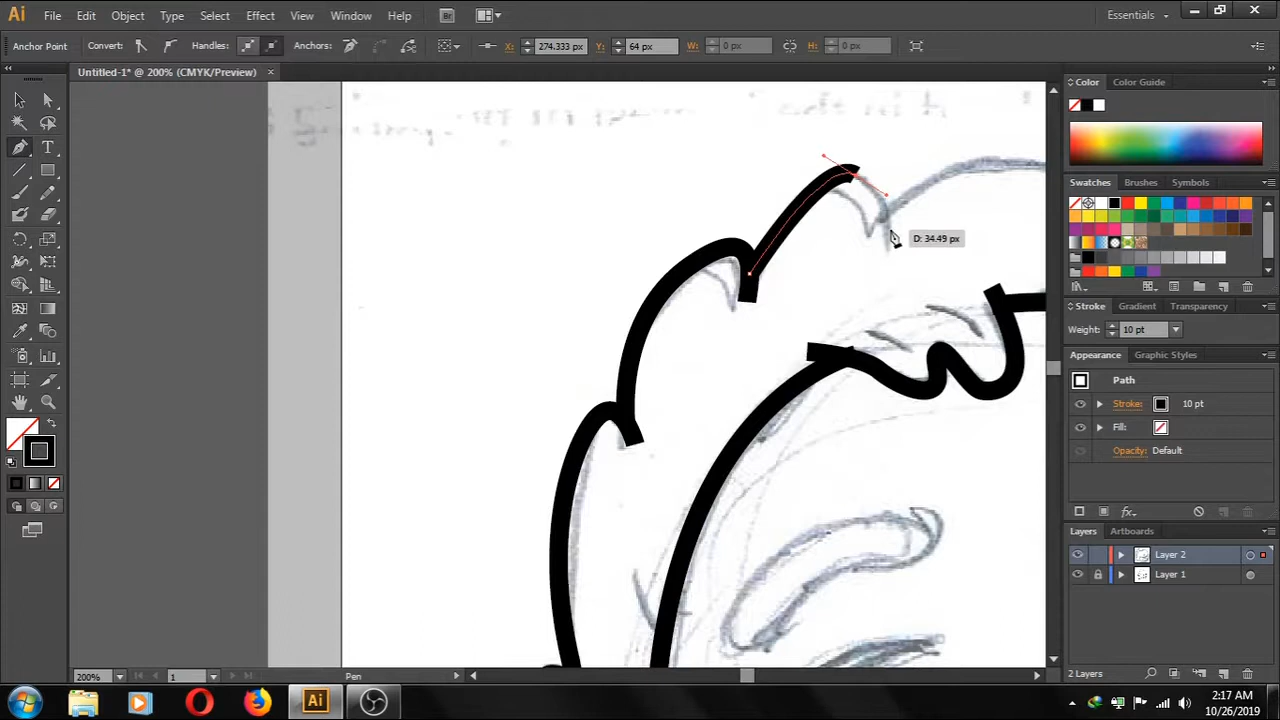 Ai File Edit Object Type Select Effect View Window Help Br Essentials
Anchor Point Convert: Handles: Anchors: X: 274.333 px Y: 64 px W: 0 px H: 0 px
Untitled-1* @ 200% (CMYK/Preview) ×
Color Color Guide
Swatches Brushes Symbols
D: 34.49 px
Stroke Gradient Transparency
Weight: 10 pt
Appearance Graphic Styles
Path
Stroke: 10 pt
Fill:
Opacity: Default
fx
Layers Artboards
Layer 2
Layer 1
200% 1 Pen 2 Layers
Ai 2:17 AM
10/26/2019